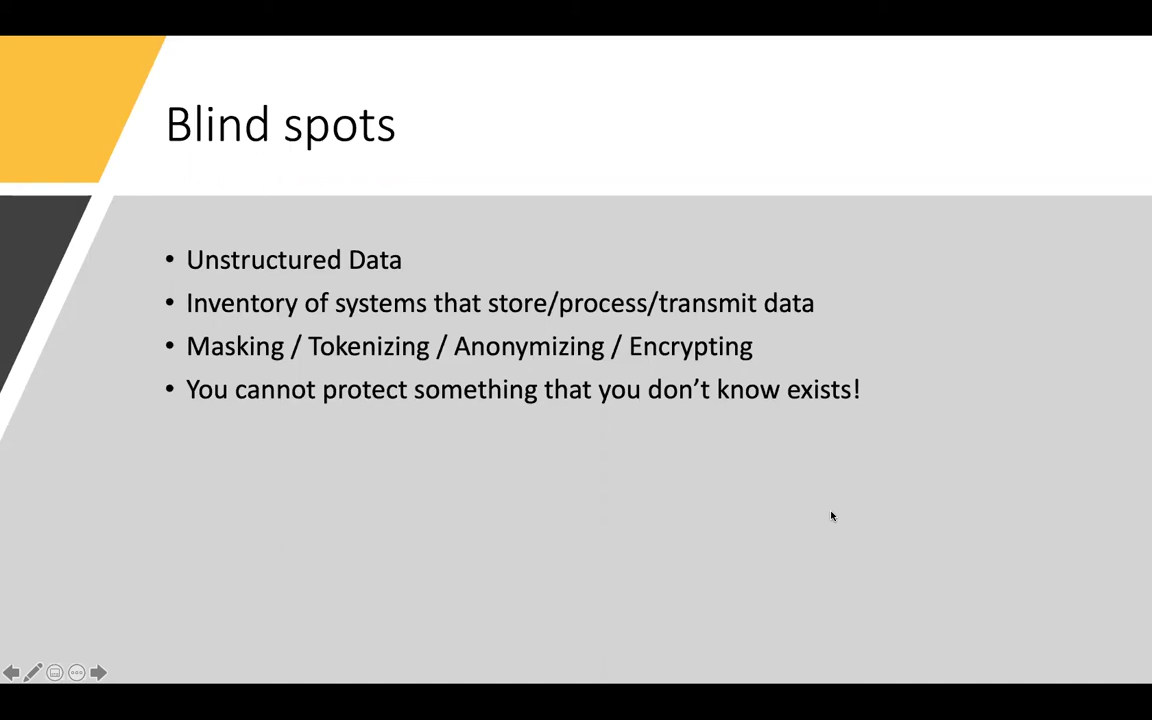 Blind spots
• Unstructured Data
• Inventory of systems that store/process/transmit data
• Masking / Tokenizing / Anonymizing / Encrypting
• You cannot protect something that you don’t know exists!